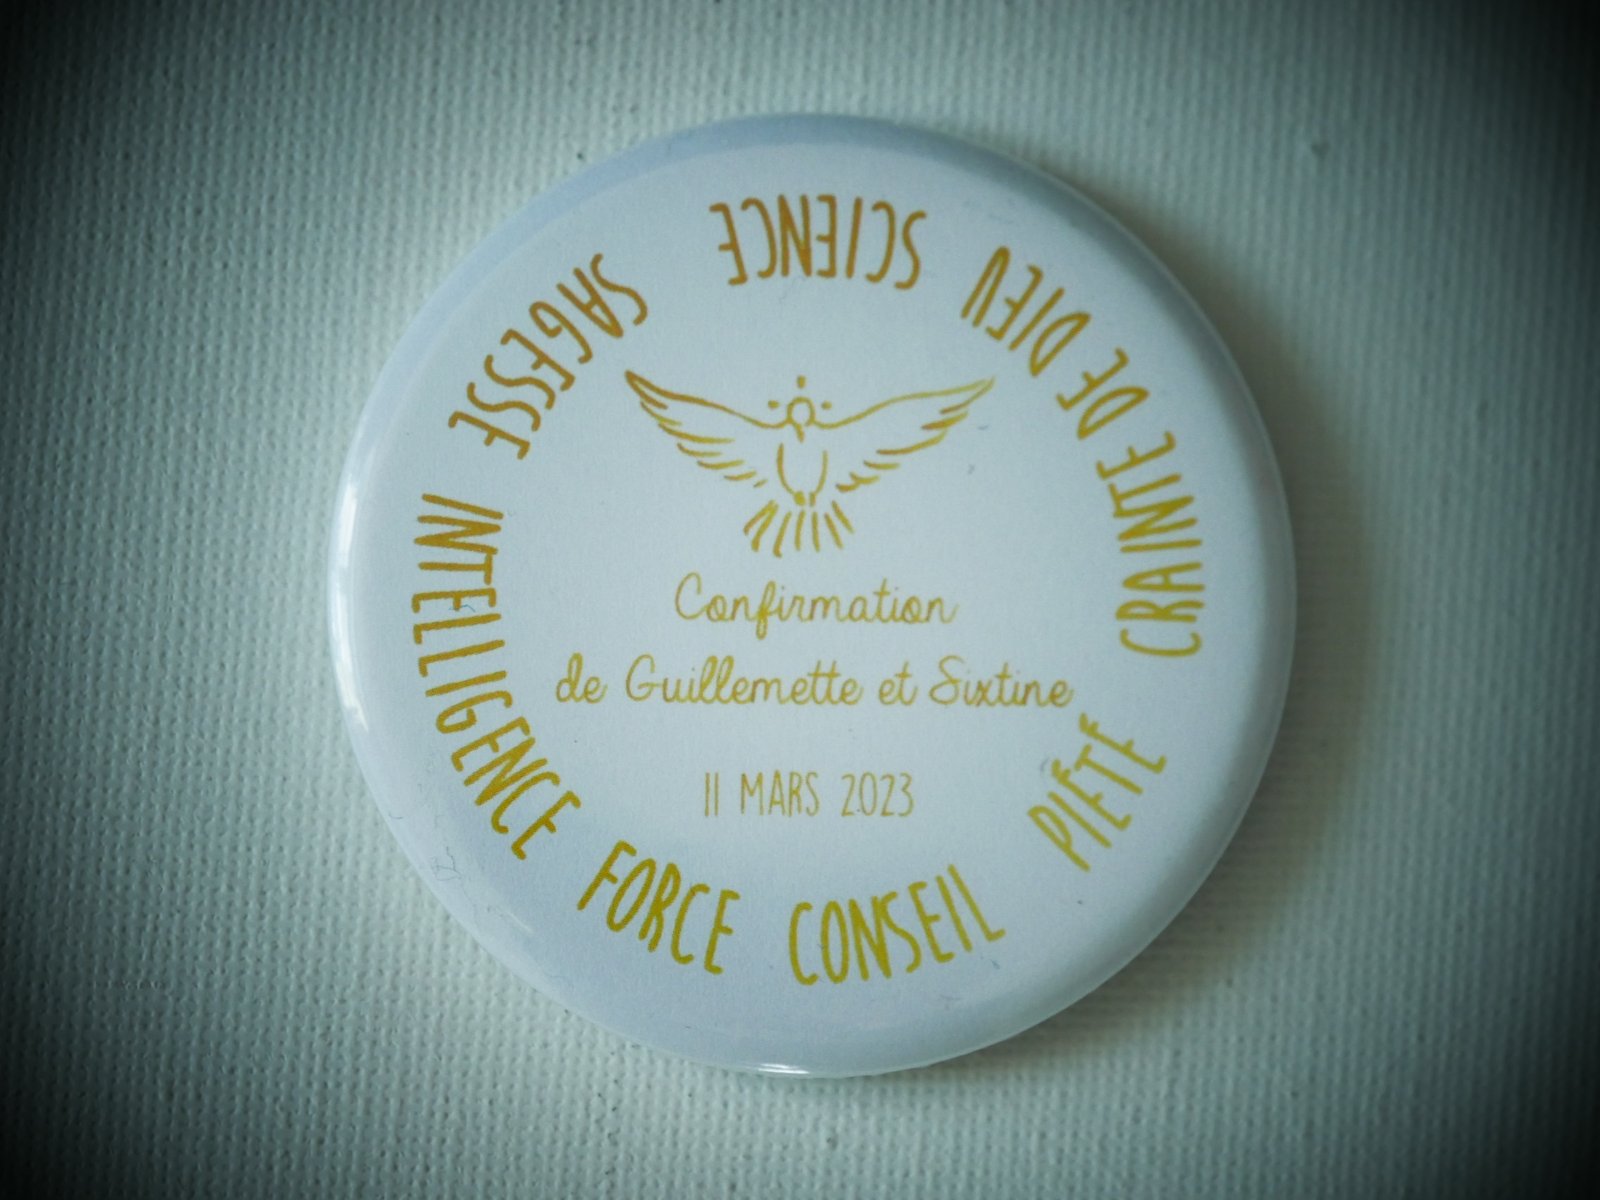 SAGESSE
INTELLIGENCE
FORCE
CONSEIL
PIÉTÉ
CRAINTE DE DIEU
SCIENCE
Confirmation
de Guillemette et Sixtine
11 MARS 2023